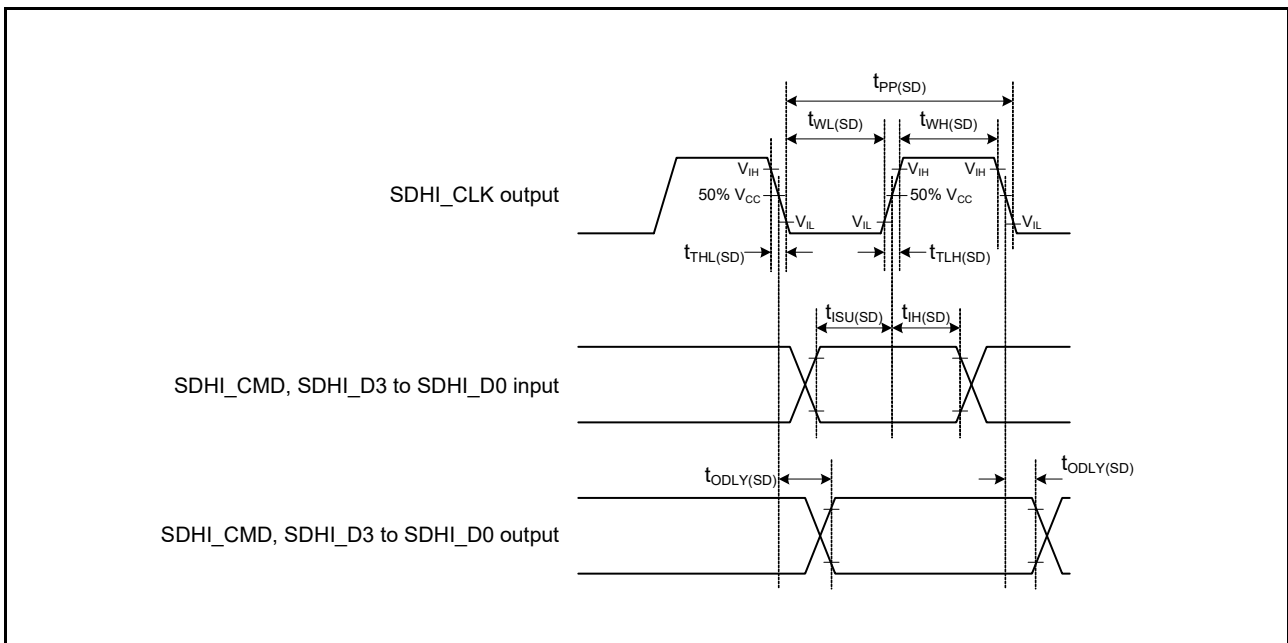 tPP(SD)
tWL(SD) tWH(SD)
VIH VIH VIH
SDHI_CLK output 50% VCC 50% VCC
VIL VIL VIL
tTHL(SD) tTLH(SD)
tISU(SD) tIH(SD)
SDHI_CMD, SDHI_D3 to SDHI_D0 input
tODLY(SD) tODLY(SD)
SDHI_CMD, SDHI_D3 to SDHI_D0 output